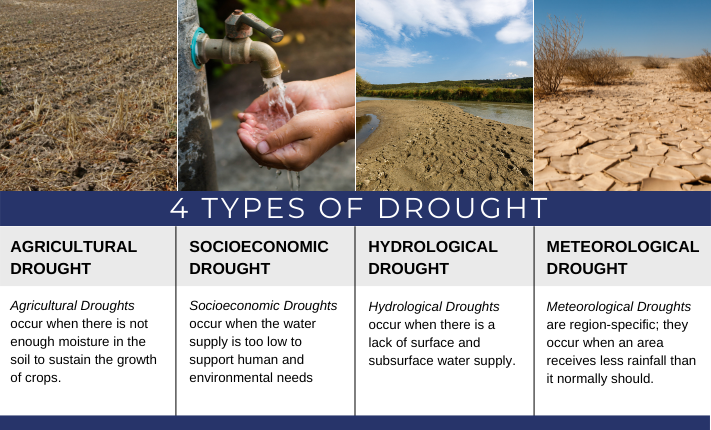 4 TYPES OF DROUGHT
AGRICULTURAL
DROUGHT
Agricultural Droughts
occur when there is not
enough moisture in the
soil to sustain the growth
of crops.
SOCIOECONOMIC
DROUGHT
Socioeconomic Droughts
occur when the water
supply is too low to
support human and
environmental needs
HYDROLOGICAL
DROUGHT
Hydrological Droughts
occur when there is a
lack of surface and
subsurface water supply.
METEOROLOGICAL
DROUGHT
Meteorological Droughts
are region-specific; they
occur when an area
receives less rainfall than
it normally should.